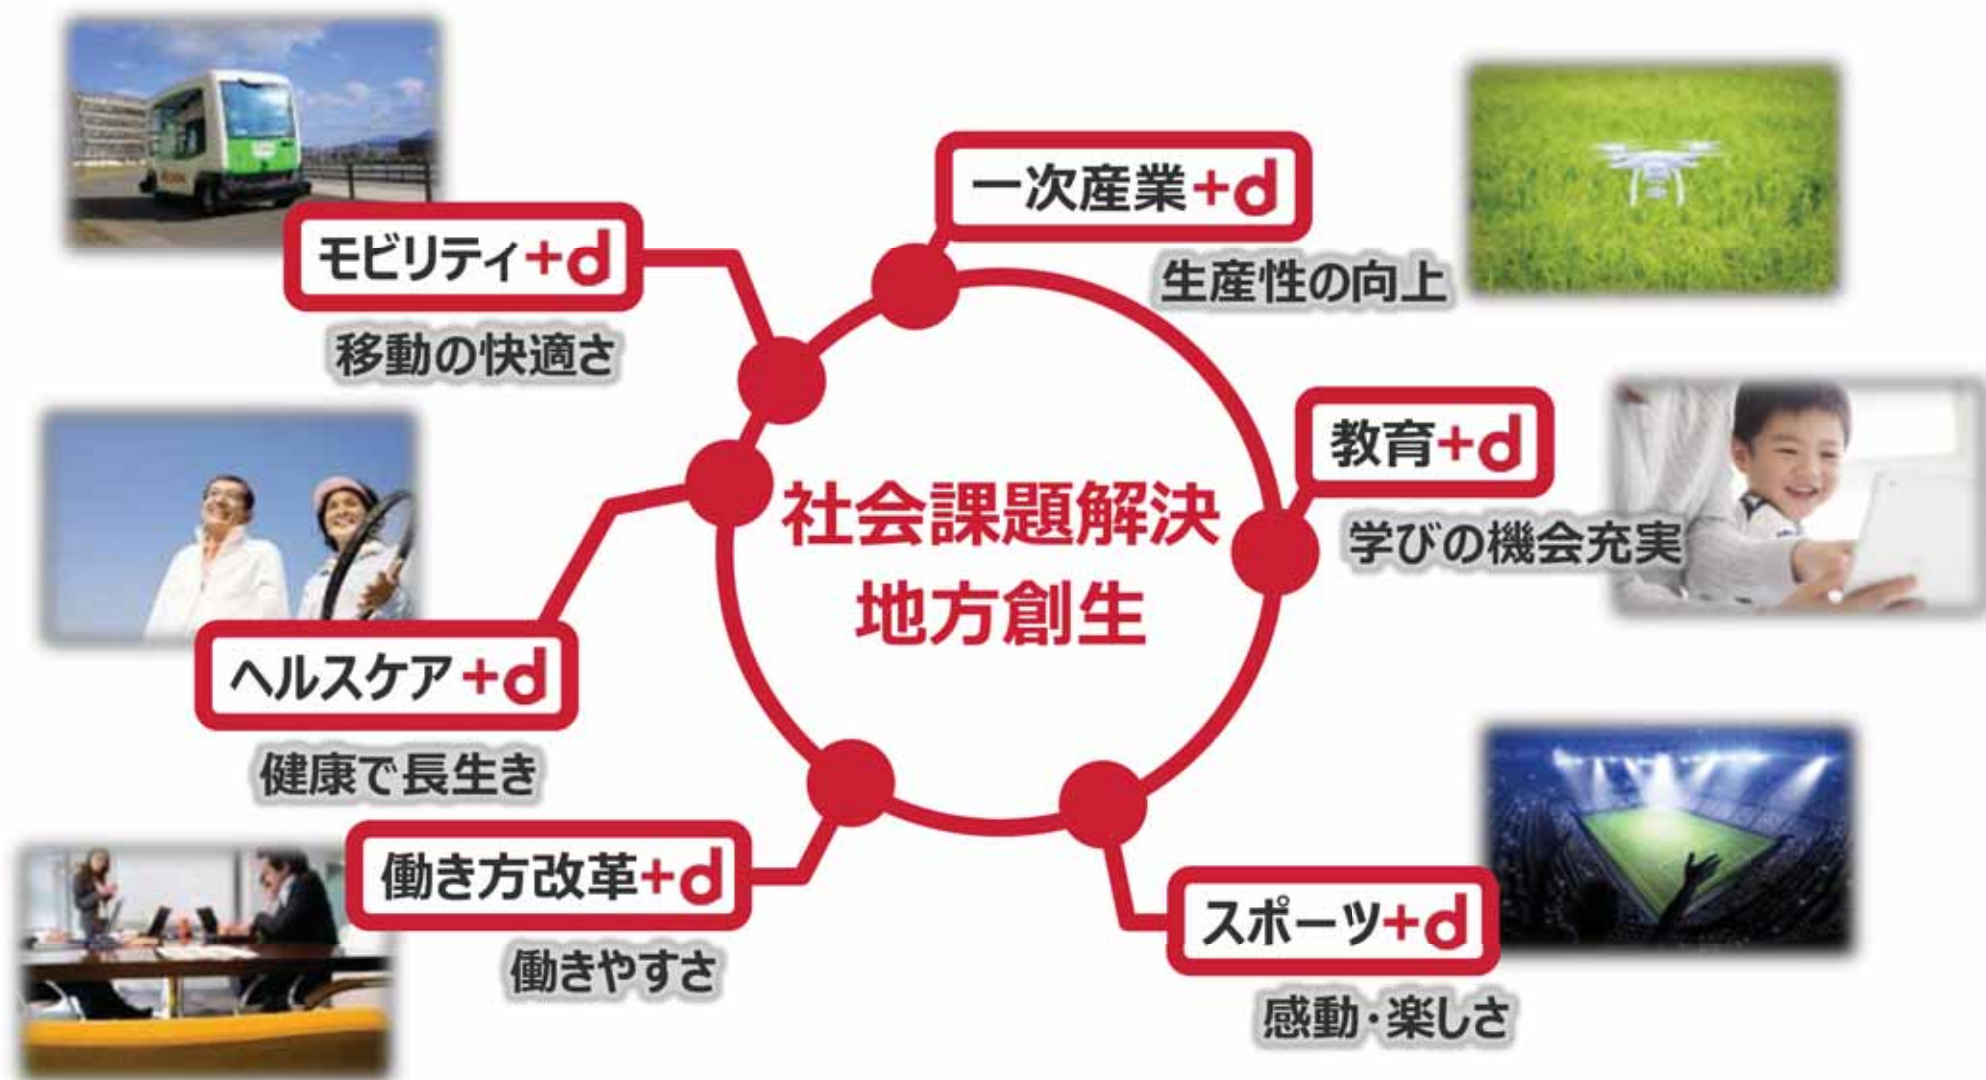 一次産業+d
生産性の向上
モビリティ+d
移動の快適さ
教育+d
学びの機会充実
社会課題解決
地方創生
ヘルスケア+d
健康で長生き
働き方改革+d
働きやすさ
スポーツ+d
感動・楽しさ